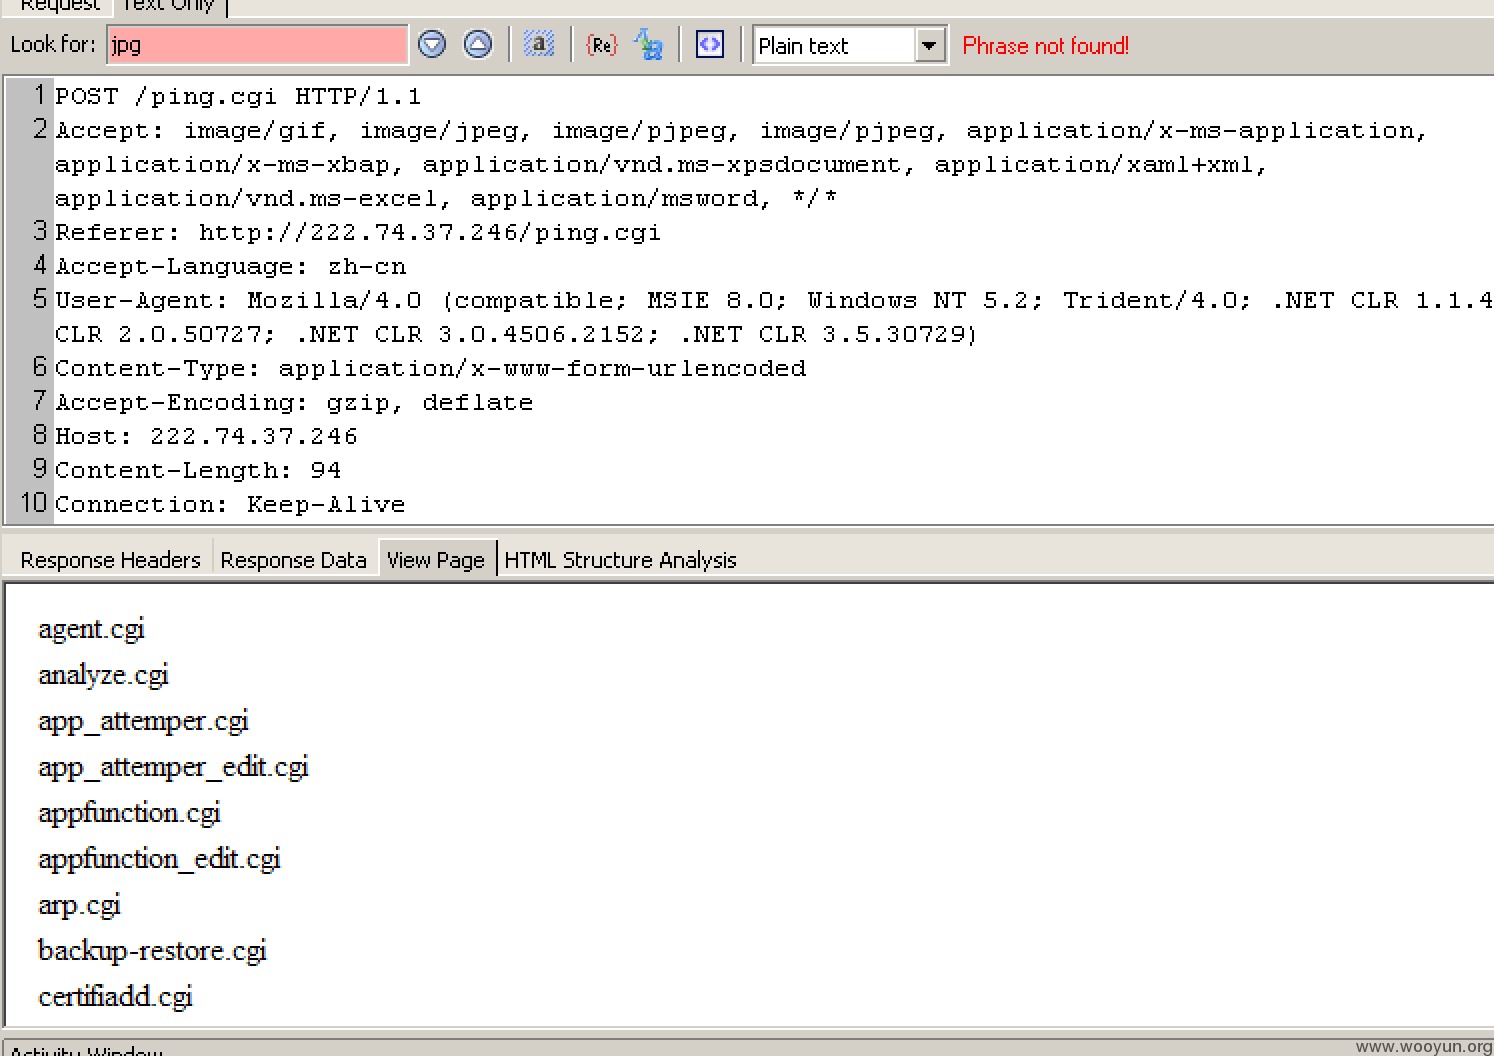 Request Text Only
Look for: jpg a {Re} <> Plain text Phrase not found!
1 POST /ping.cgi HTTP/1.1
2 Accept: image/gif, image/jpeg, image/pjpeg, image/pjpeg, application/x-ms-application,
application/x-ms-xbap, application/vnd.ms-xpsdocument, application/xaml+xml,
application/vnd.ms-excel, application/msword, */*
3 Referer: http://222.74.37.246/ping.cgi
4 Accept-Language: zh-cn
5 User-Agent: Mozilla/4.0 (compatible; MSIE 8.0; Windows NT 5.2; Trident/4.0; .NET CLR 1.1.4
CLR 2.0.50727; .NET CLR 3.0.4506.2152; .NET CLR 3.5.30729)
6 Content-Type: application/x-www-form-urlencoded
7 Accept-Encoding: gzip, deflate
8 Host: 222.74.37.246
9 Content-Length: 94
10 Connection: Keep-Alive
Response Headers Response Data View Page HTML Structure Analysis
agent.cgi
analyze.cgi
app_attemper.cgi
app_attemper_edit.cgi
appfunction.cgi
appfunction_edit.cgi
arp.cgi
backup-restore.cgi
certifiadd.cgi
Activity Window
www.wooyun.org